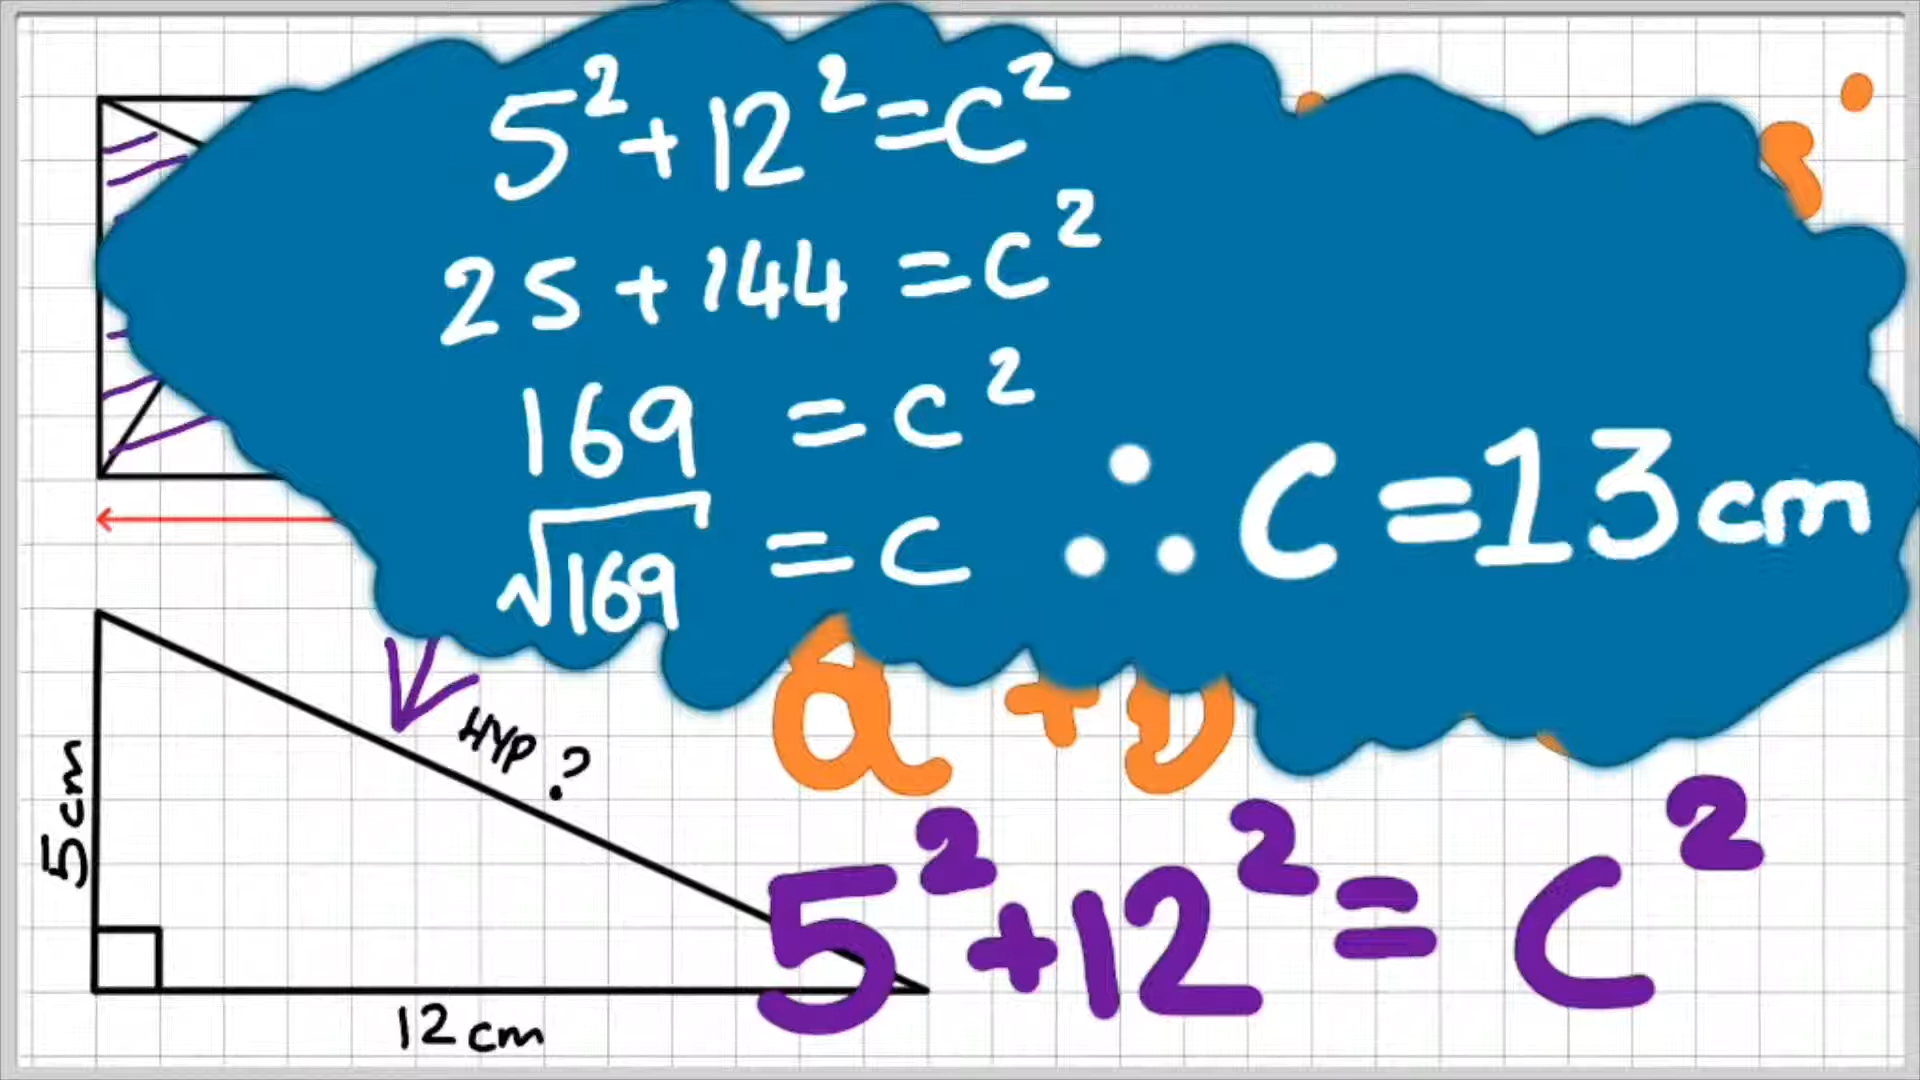 5²+12²=C²
25+144=C²
169=C²
√169=C ∴ C=13cm
HYP ?
a+b
5cm
5²+12²=C²
12cm